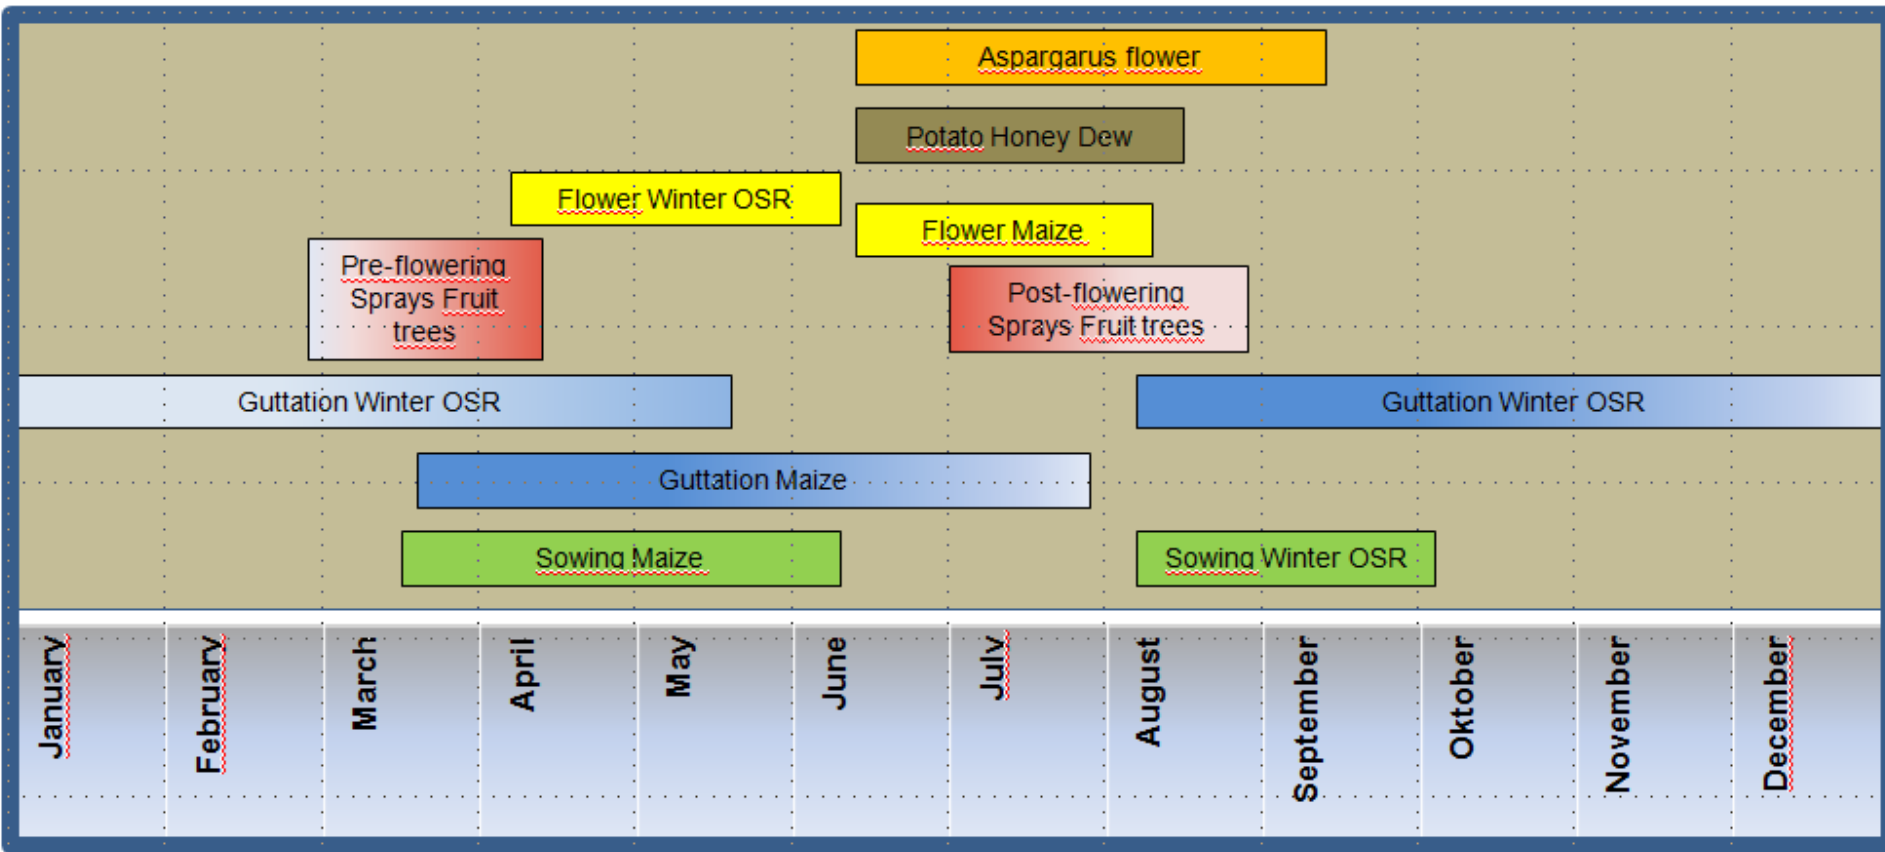 Aspargarus flower
Potato Honey Dew
Flower Winter OSR
Flower Maize
Pre-flowering
Sprays Fruit
trees
Post-flowering
Sprays Fruit trees
Guttation Winter OSR
Guttation Winter OSR
Guttation Maize
Sowing Maize
Sowing Winter OSR
January
February
March
April
May
June
July
August
September
Oktober
November
December